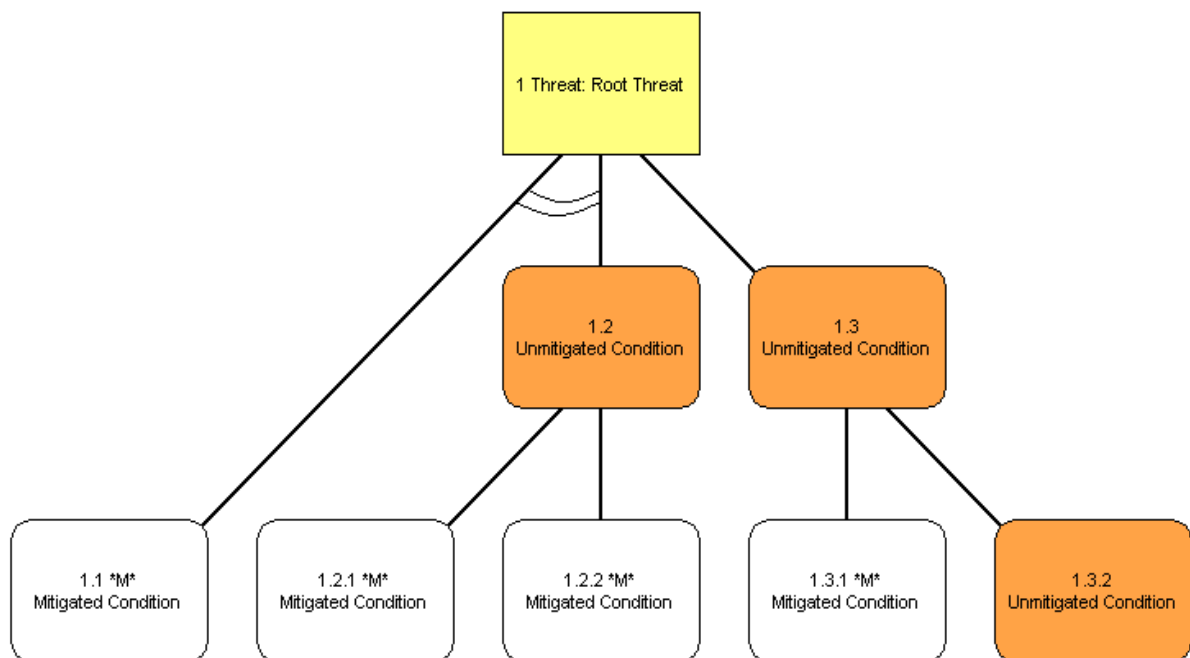 1 Threat: Root Threat
1.2
Unmitigated Condition
1.3
Unmitigated Condition
1.1 *M*
Mitigated Condition
1.2.1 *M*
Mitigated Condition
1.2.2 *M*
Mitigated Condition
1.3.1 *M*
Mitigated Condition
1.3.2
Unmitigated Condition